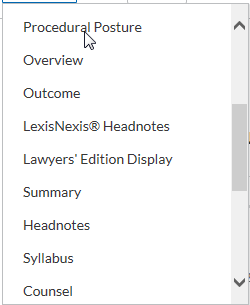 Procedural Posture
Overview
Outcome
LexisNexis® Headnotes
Lawyers' Edition Display
Summary
Headnotes
Syllabus
Counsel